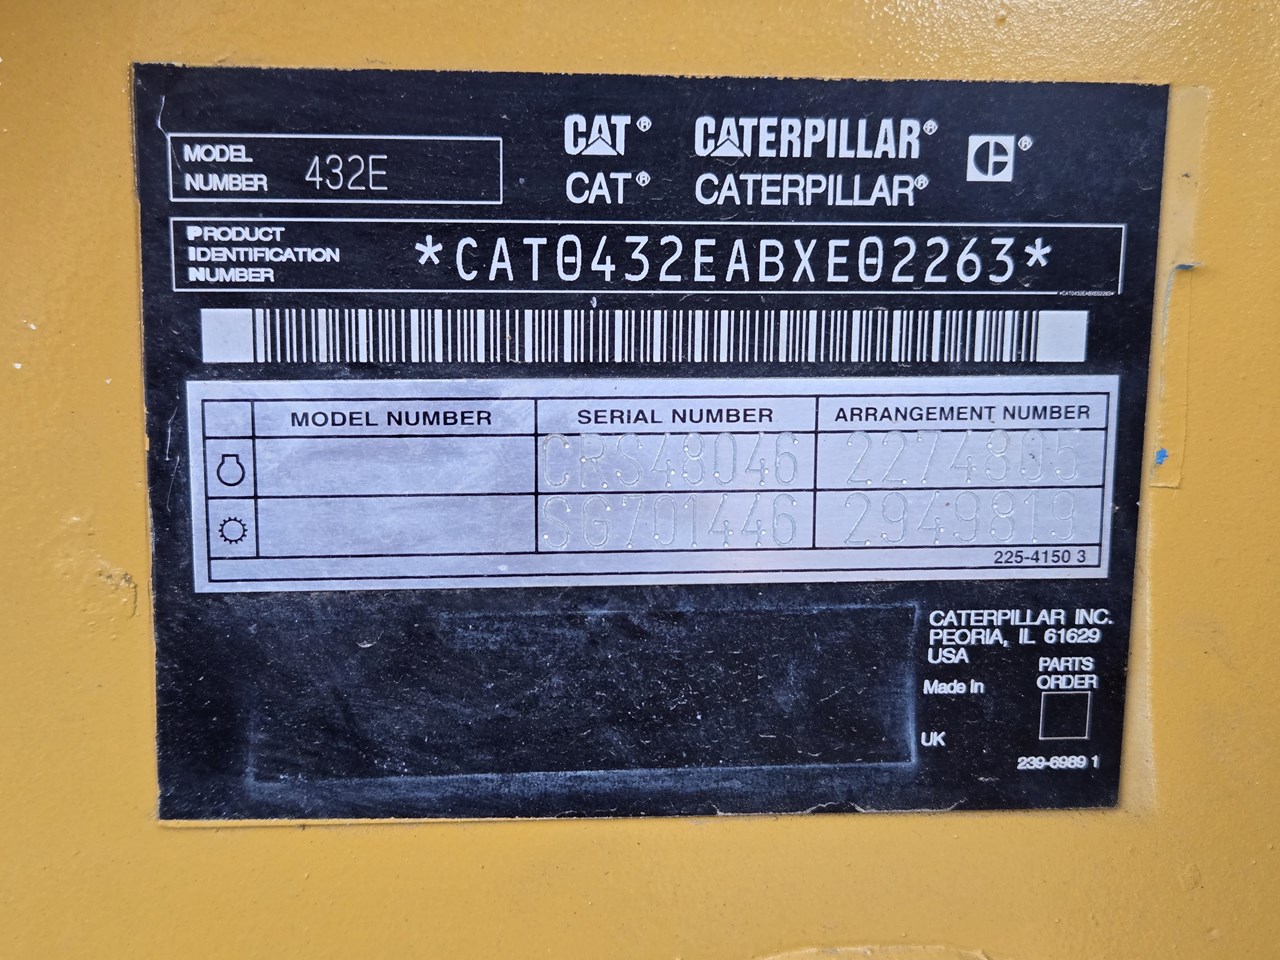 CAT® CATERPILLAR® C®
MODEL NUMBER 432E
CAT® CATERPILLAR®
PRODUCT IDENTIFICATION NUMBER *CAT0432EABXE02263*
*CAT0432EABXE02263*
MODEL NUMBER SERIAL NUMBER ARRANGEMENT NUMBER
CRS48046 2274805
SG701446 2949819
225-4150 3
CATERPILLAR INC.
PEORIA, IL 61629
USA
PARTS
ORDER
Made in
UK
239-6989 1